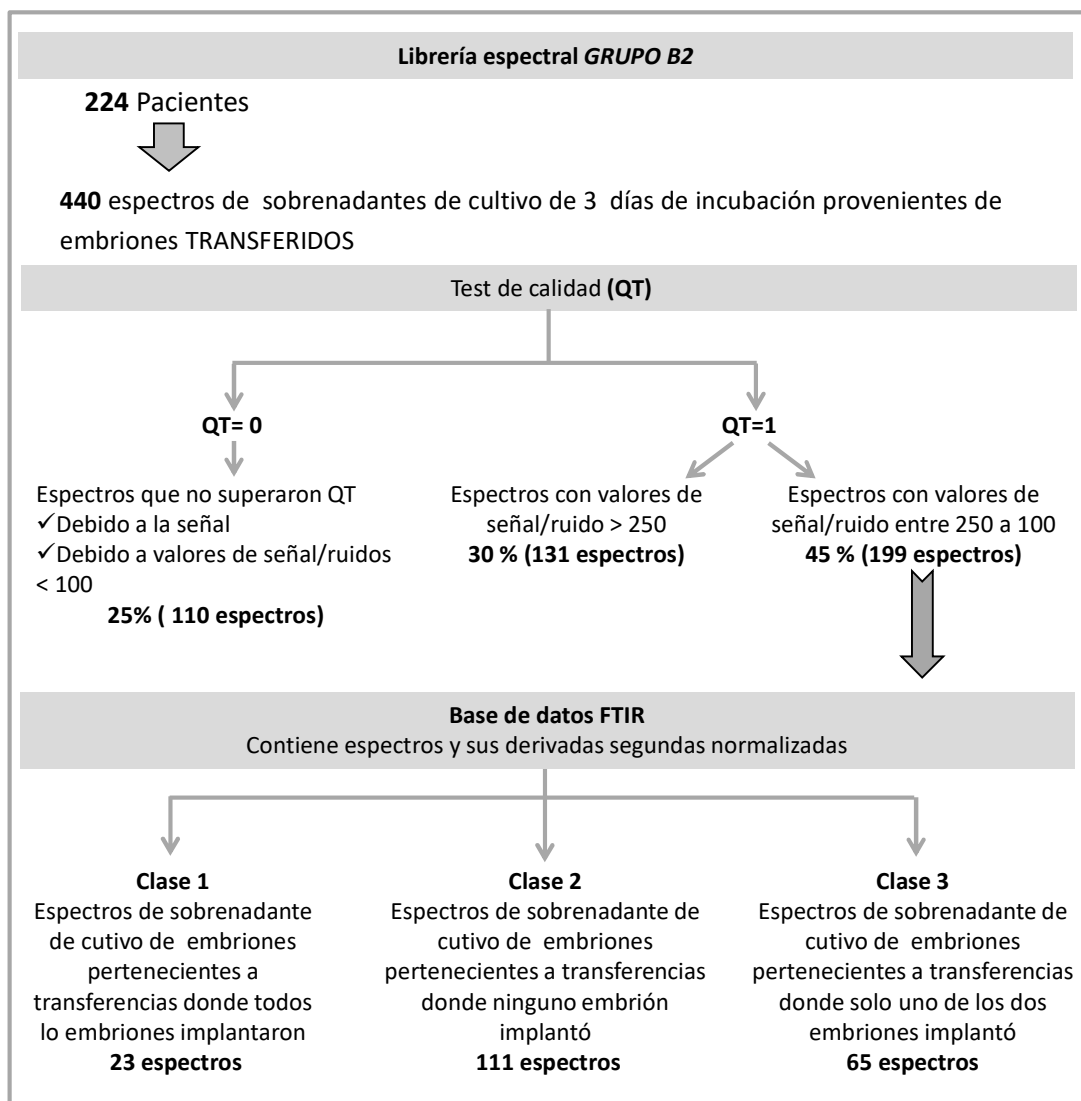 Librería espectral GRUPO B2
224 Pacientes
440 espectros de sobrenadantes de cultivo de 3 días de incubación provenientes de
embriones TRANSFERIDOS
Test de calidad (QT)
QT= 0
Espectros que no superaron QT
✓Debido a la señal
✓Debido a valores de señal/ruidos
< 100
25% ( 110 espectros)
QT=1
Espectros con valores de
señal/ruido > 250
30 % (131 espectros)
Espectros con valores de
señal/ruido entre 250 a 100
45 % (199 espectros)
Base de datos FTIR
Contiene espectros y sus derivadas segundas normalizadas
Clase 1
Espectros de sobrenadante
de cutivo de embriones
pertenecientes a
transferencias donde todos
lo embriones implantaron
23 espectros
Clase 2
Espectros de sobrenadante de
cutivo de embriones
pertenecientes a transferencias
donde ninguno embrión
implantó
111 espectros
Clase 3
Espectros de sobrenadante de
cutivo de embriones
pertenecientes a transferencias
donde solo uno de los dos
embriones implantó
65 espectros